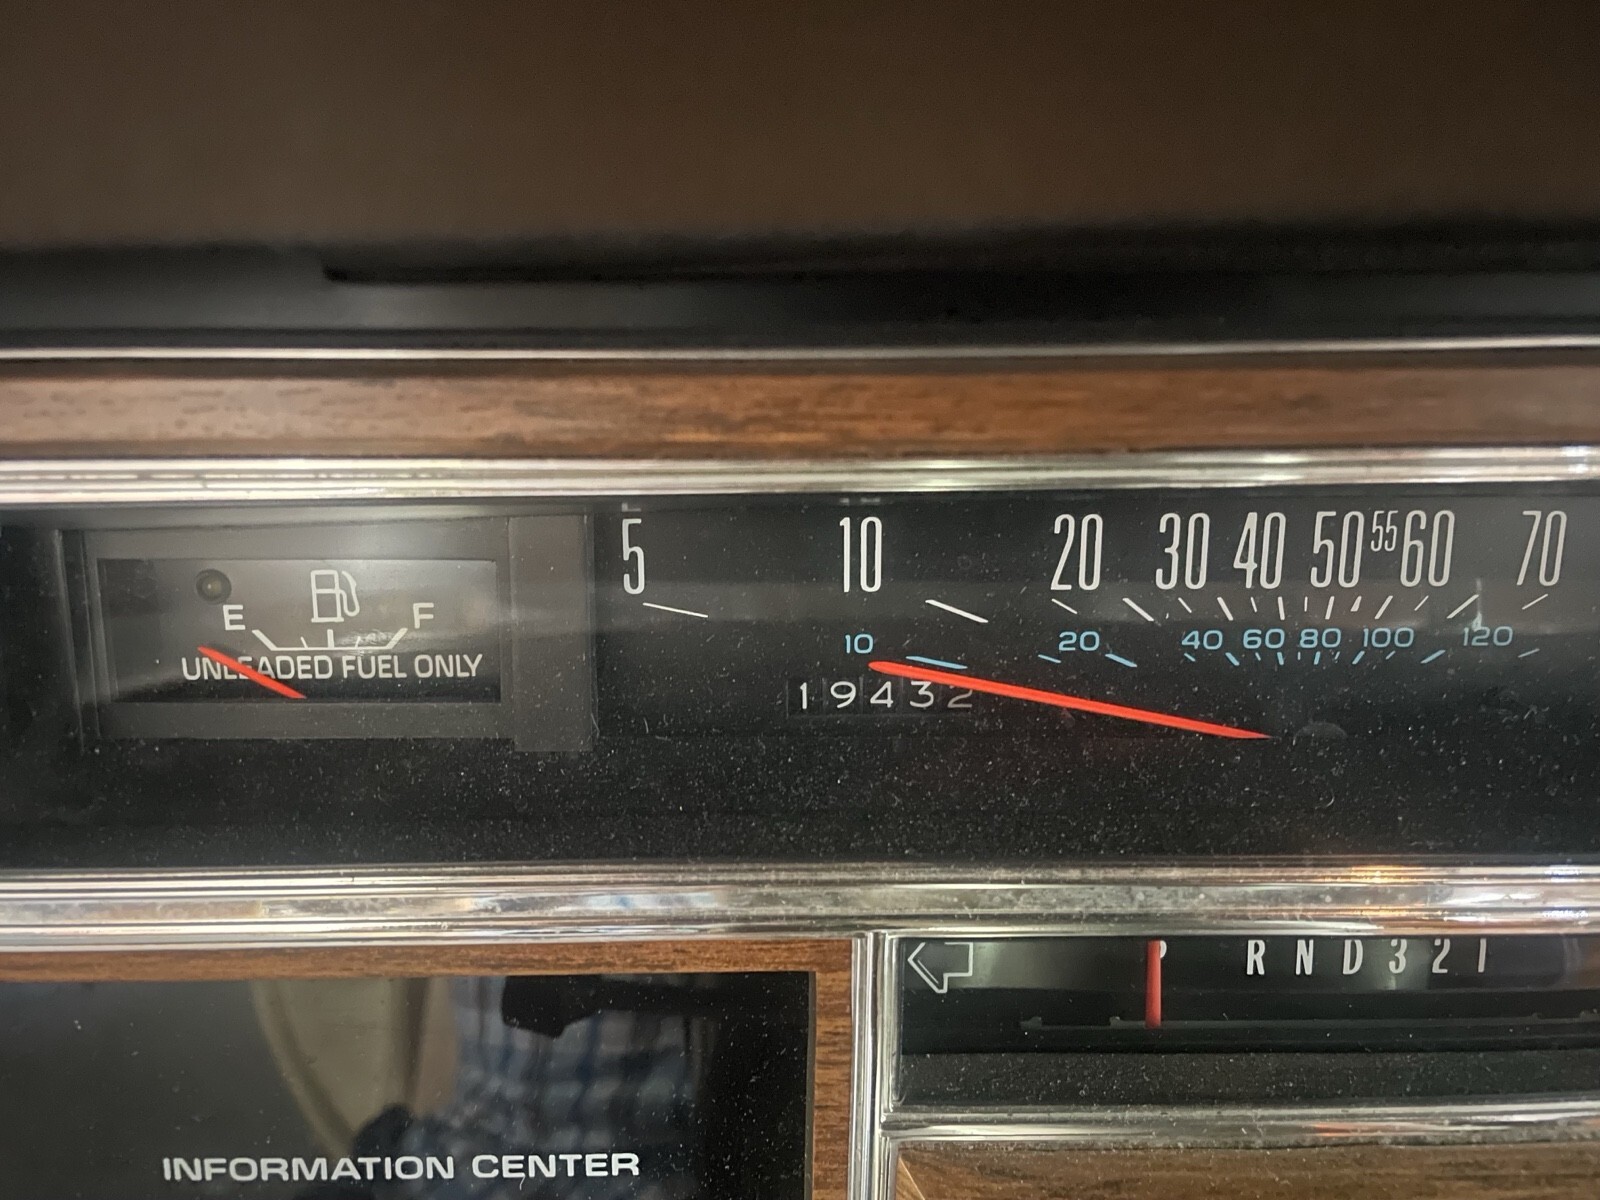 5 10 20 30 40 50 55 60 70
E F
10 20 40 60 80 100 120
UNLEADED FUEL ONLY
19432
P R N D 3 2 1
INFORMATION CENTER